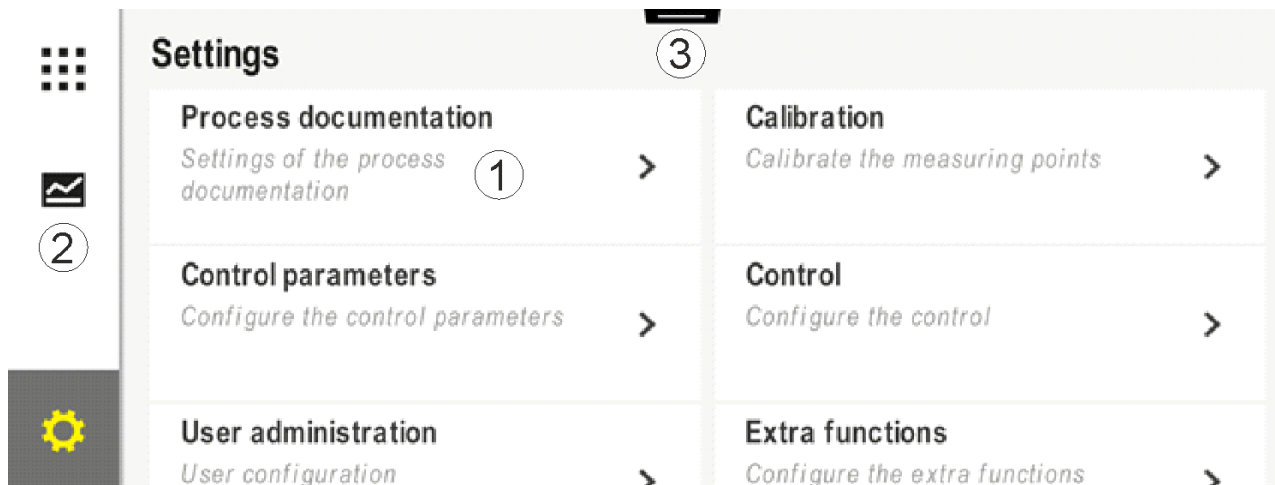 Settings
3
Process documentation
Settings of the process
documentation
1
Calibration
Calibrate the measuring points
2
Control parameters
Configure the control parameters
Control
Configure the control
User administration
User configuration
Extra functions
Configure the extra functions